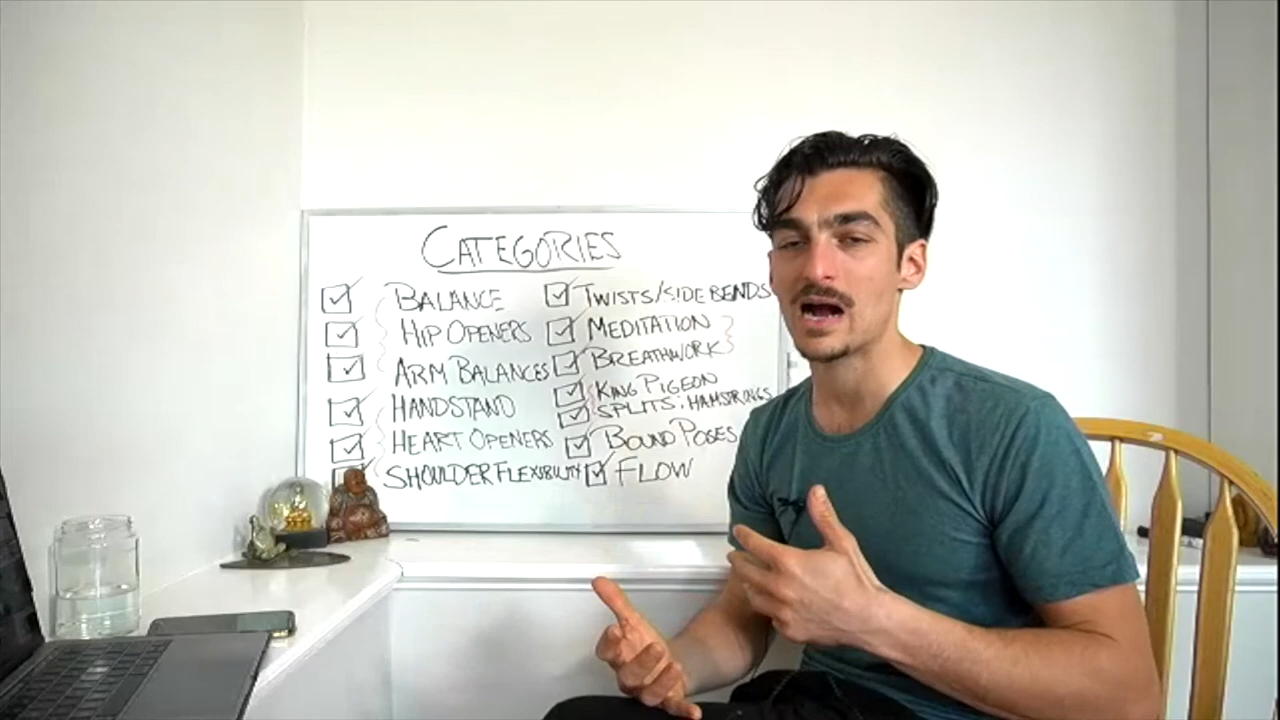 CATEGORIES
BALANCE
HIP OPENERS
ARM BALANCES
HANDSTAND
HEART OPENERS
SHOULDER FLEXIBILITY
TWISTS/SIDE BENDS
MEDITATION
BREATHWORK
KING PIGEON
SPLITS: HAMSPRINGS
BOUND POSES
FLOW